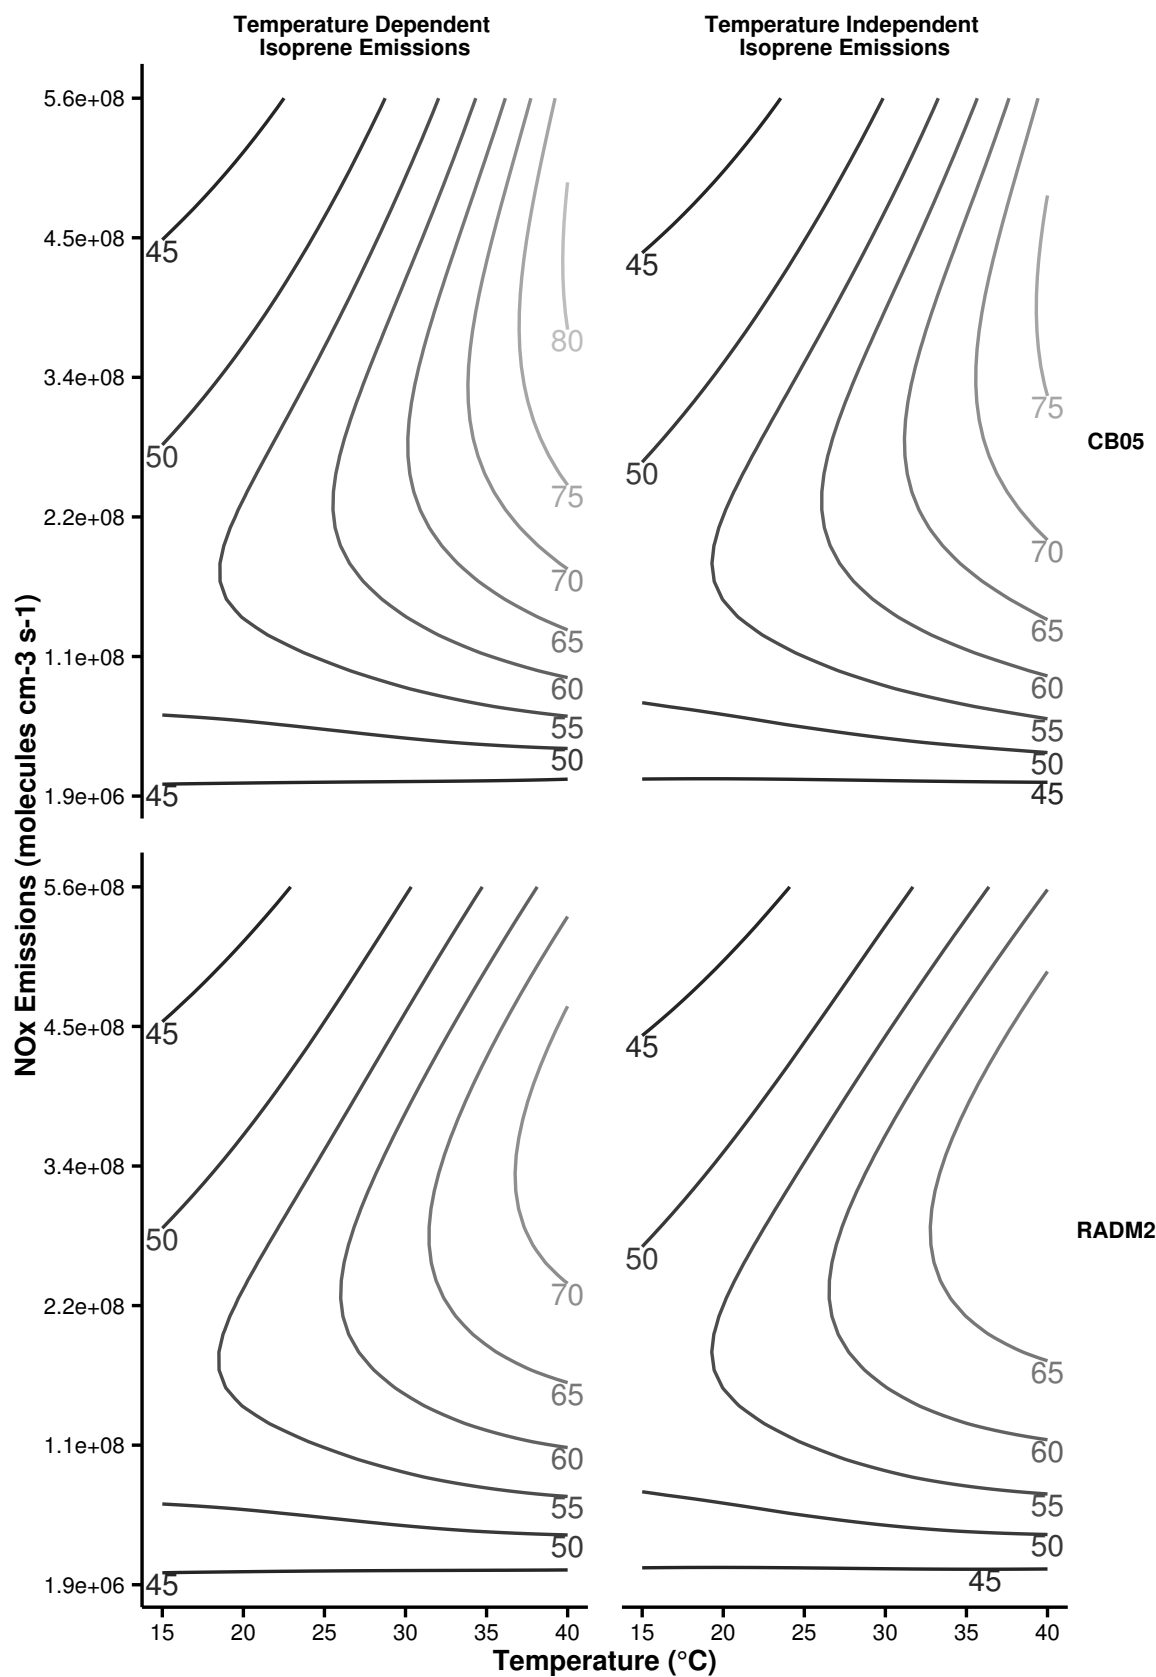 Temperature Dependent
Isoprene Emissions
Temperature Independent
Isoprene Emissions
NOx Emissions (molecules cm-3 s-1)
5.6e+08
4.5e+08
3.4e+08
2.2e+08
1.1e+08
1.9e+06
45
50
80
75
70
65
60
55
50
45
45
50
75
70
65
60
55
50
45
CB05
5.6e+08
4.5e+08
3.4e+08
2.2e+08
1.1e+08
1.9e+06
45
50
70
65
60
55
50
45
45
50
65
60
55
50
45
RADM2
15 20 25 30 35 40
15 20 25 30 35 40
Temperature (°C)